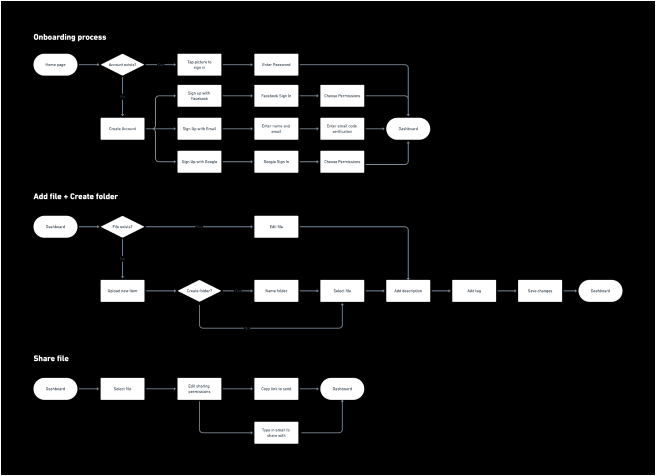 Onboarding process
Home page
Account exists?
Tap picture to
sign in
Enter Password
Sign up with
Facebook
Facebook Sign In
Choose Permissions
Create Account
Sign Up with Email
Enter name and
email
Enter email code
verification
Dashboard
Sign Up with Google
Google Sign In
Choose Permissions
Add file + Create folder
Dashboard
File exists?
Edit file
Upload new item
Create folder?
Name folder
Select file
Add description
Add tag
Save changes
Dashboard
Share file
Dashboard
Select file
Edit sharing
permissions
Copy link to send
Dashboard
Type in email to
share with